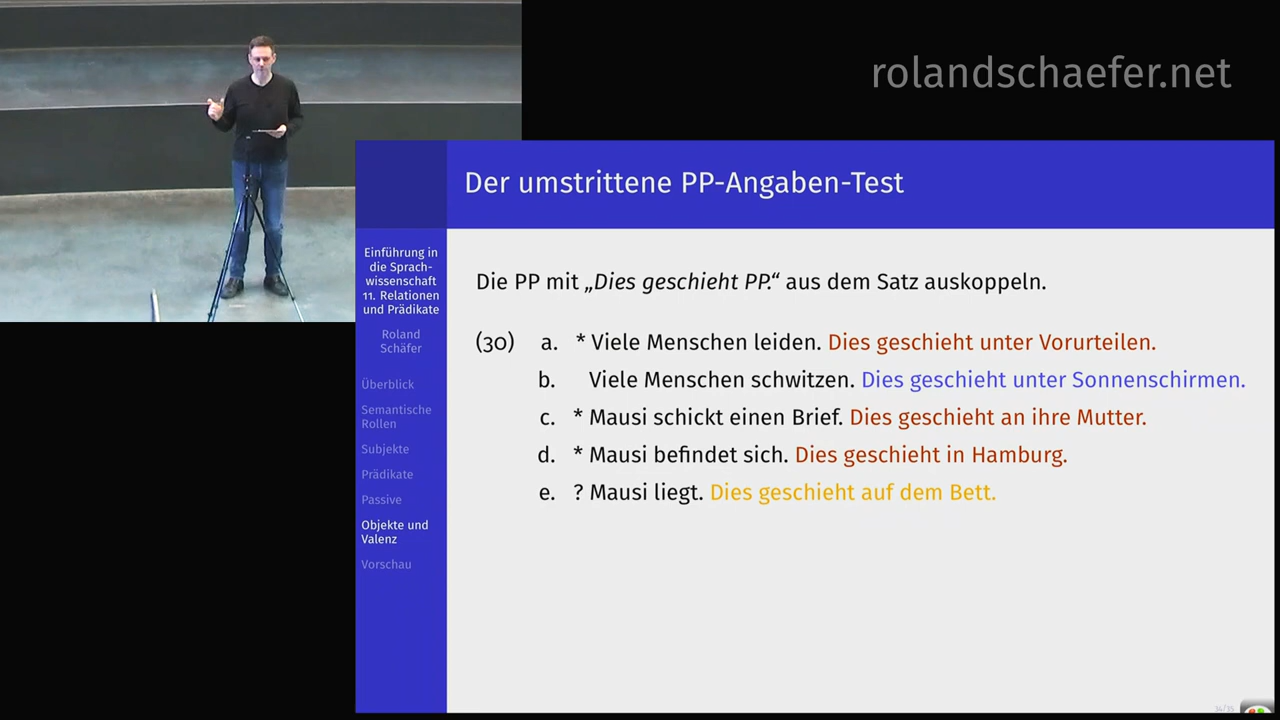 rolandschaefer.net
Der umstrittene PP-Angaben-Test
Einführung in
die Sprach-
wissenschaft
11. Relationen
und Prädikate
Roland
Schäfer
Überblick
Semantische
Rollen
Subjekte
Prädikate
Passive
Objekte und
Valenz
Vorschau
Die PP mit „Dies geschieht PP.“ aus dem Satz auskoppeln.
(30) a. * Viele Menschen leiden. Dies geschieht unter Vorurteilen.
b. Viele Menschen schwitzen. Dies geschieht unter Sonnenschirmen.
c. * Mausi schickt einen Brief. Dies geschieht an ihre Mutter.
d. * Mausi befindet sich. Dies geschieht in Hamburg.
e. ? Mausi liegt. Dies geschieht auf dem Bett.